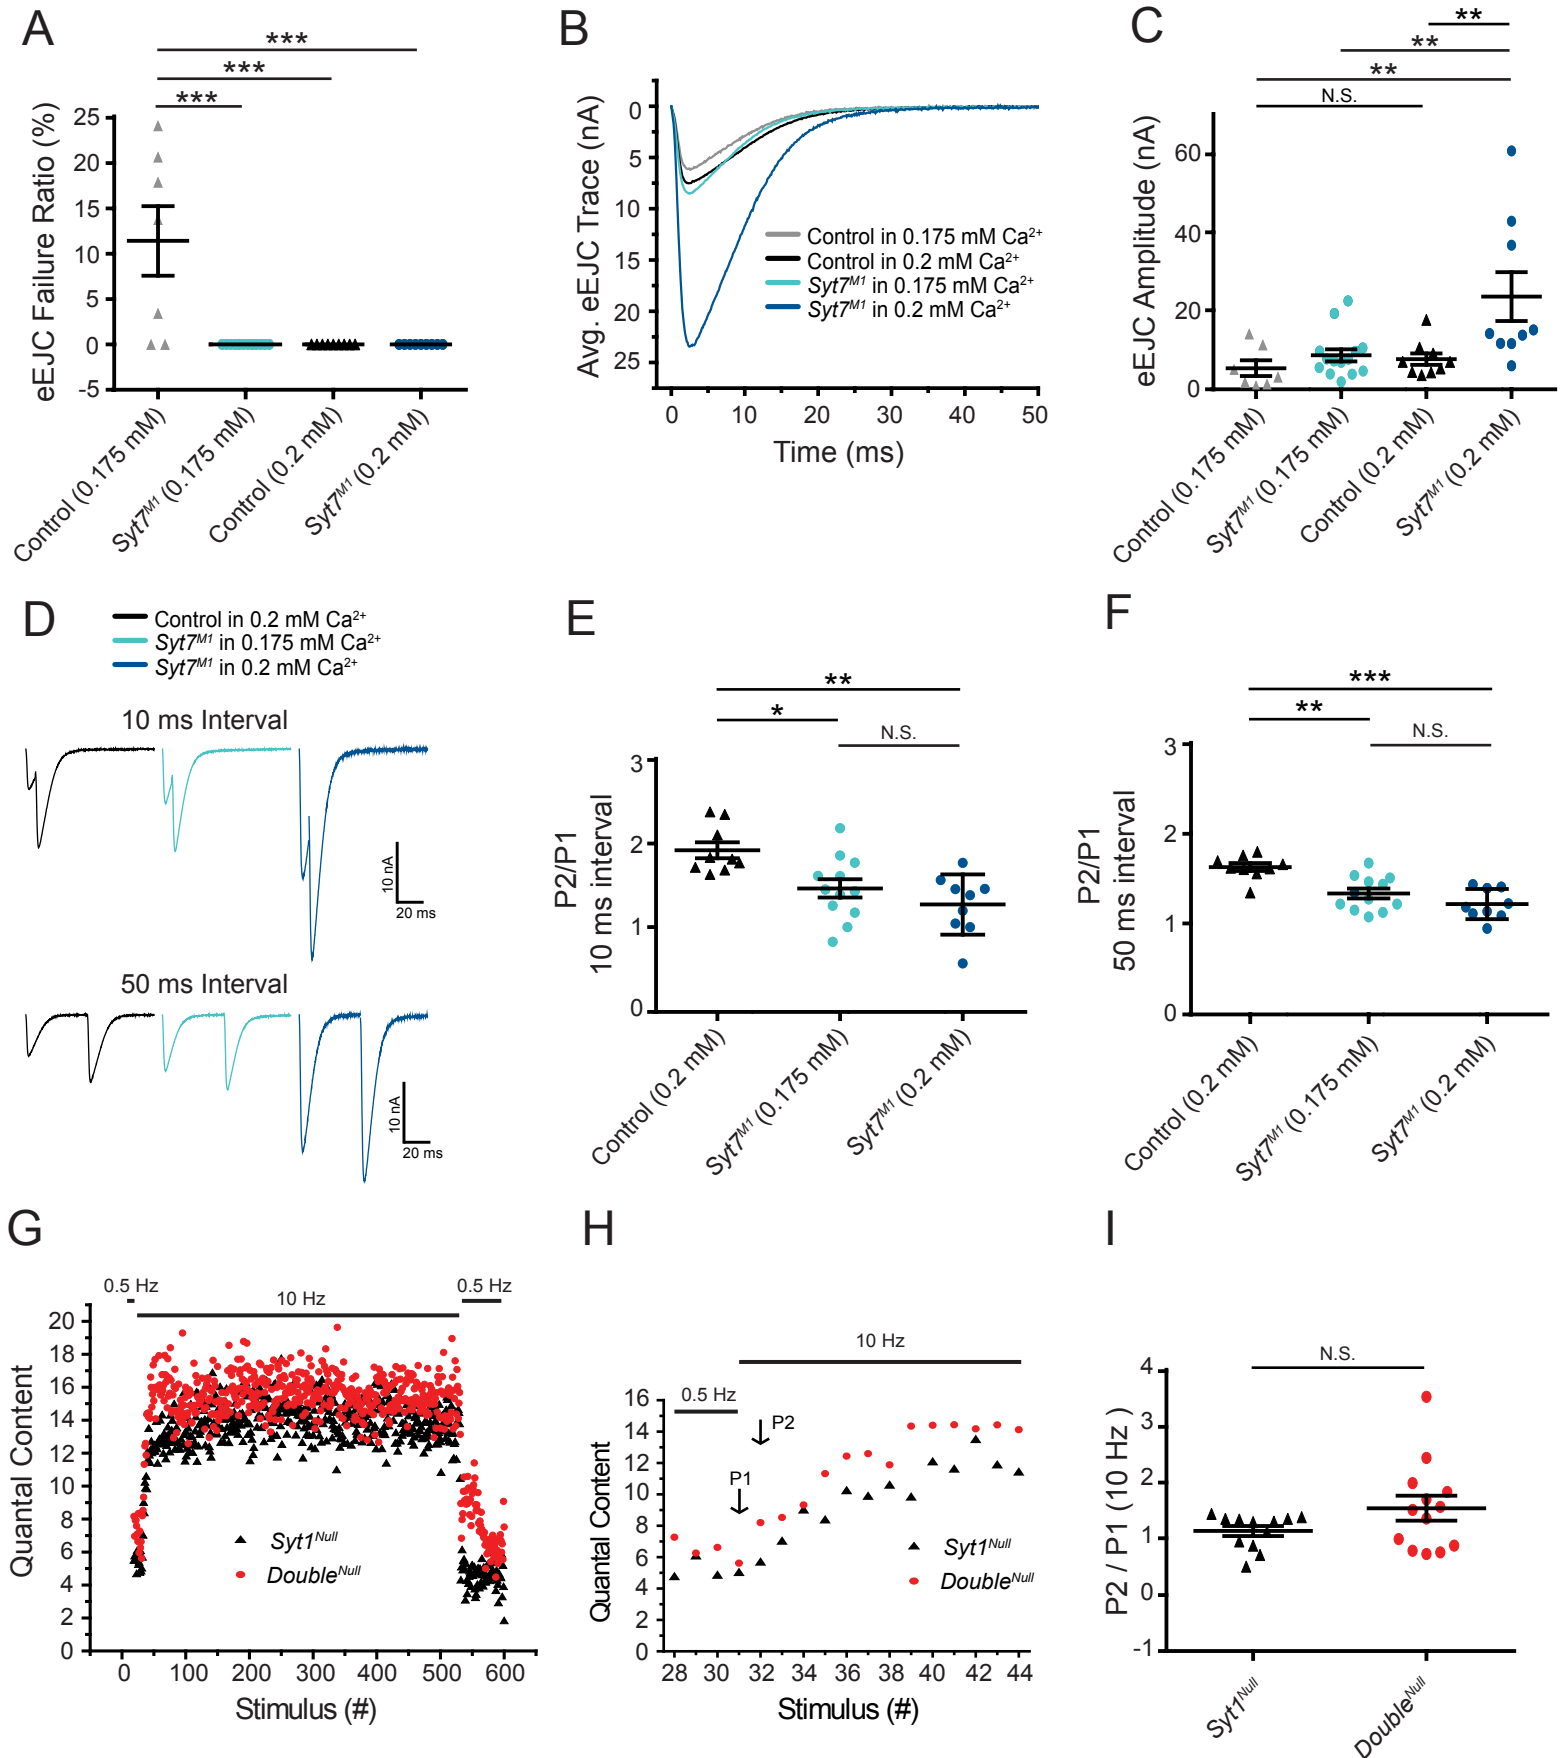 A
***
***
***
eEJC Failure Ratio (%)
25
20
15
10
5
0
-5
Control (0.175 mM)
Syt7M1 (0.175 mM)
Control (0.2 mM)
Syt7M1 (0.2 mM)
B
Avg. eEJC Trace (nA)
0
5
10
15
20
25
Control in 0.175 mM Ca2+
Control in 0.2 mM Ca2+
Syt7M1 in 0.175 mM Ca2+
Syt7M1 in 0.2 mM Ca2+
0 10 20 30 40 50
Time (ms)
C
**
**
**
N.S.
eEJC Amplitude (nA)
60
40
20
0
Control (0.175 mM)
Syt7M1 (0.175 mM)
Control (0.2 mM)
Syt7M1 (0.2 mM)
D
Control in 0.2 mM Ca2+
Syt7M1 in 0.175 mM Ca2+
Syt7M1 in 0.2 mM Ca2+
10 ms Interval
10 nA
20 ms
50 ms Interval
10 nA
20 ms
E
**
*
N.S.
P2/P1
10 ms interval
3
2
1
0
Control (0.2 mM)
Syt7M1 (0.175 mM)
Syt7M1 (0.2 mM)
F
***
**
N.S.
P2/P1
50 ms interval
3
2
1
0
Control (0.2 mM)
Syt7M1 (0.175 mM)
Syt7M1 (0.2 mM)
G
0.5 Hz
10 Hz
0.5 Hz
Quantal Content
20
18
16
14
12
10
8
6
4
2
0
Syt1Null
DoubleNull
0 100 200 300 400 500 600
Stimulus (#)
H
10 Hz
0.5 Hz
P2
P1
Quantal Content
16
14
12
10
8
6
4
2
0
Syt1Null
DoubleNull
28 30 32 34 36 38 40 42 44
Stimulus (#)
I
N.S.
P2 / P1 (10 Hz)
4
3
2
1
0
-1
Syt1Null
DoubleNull